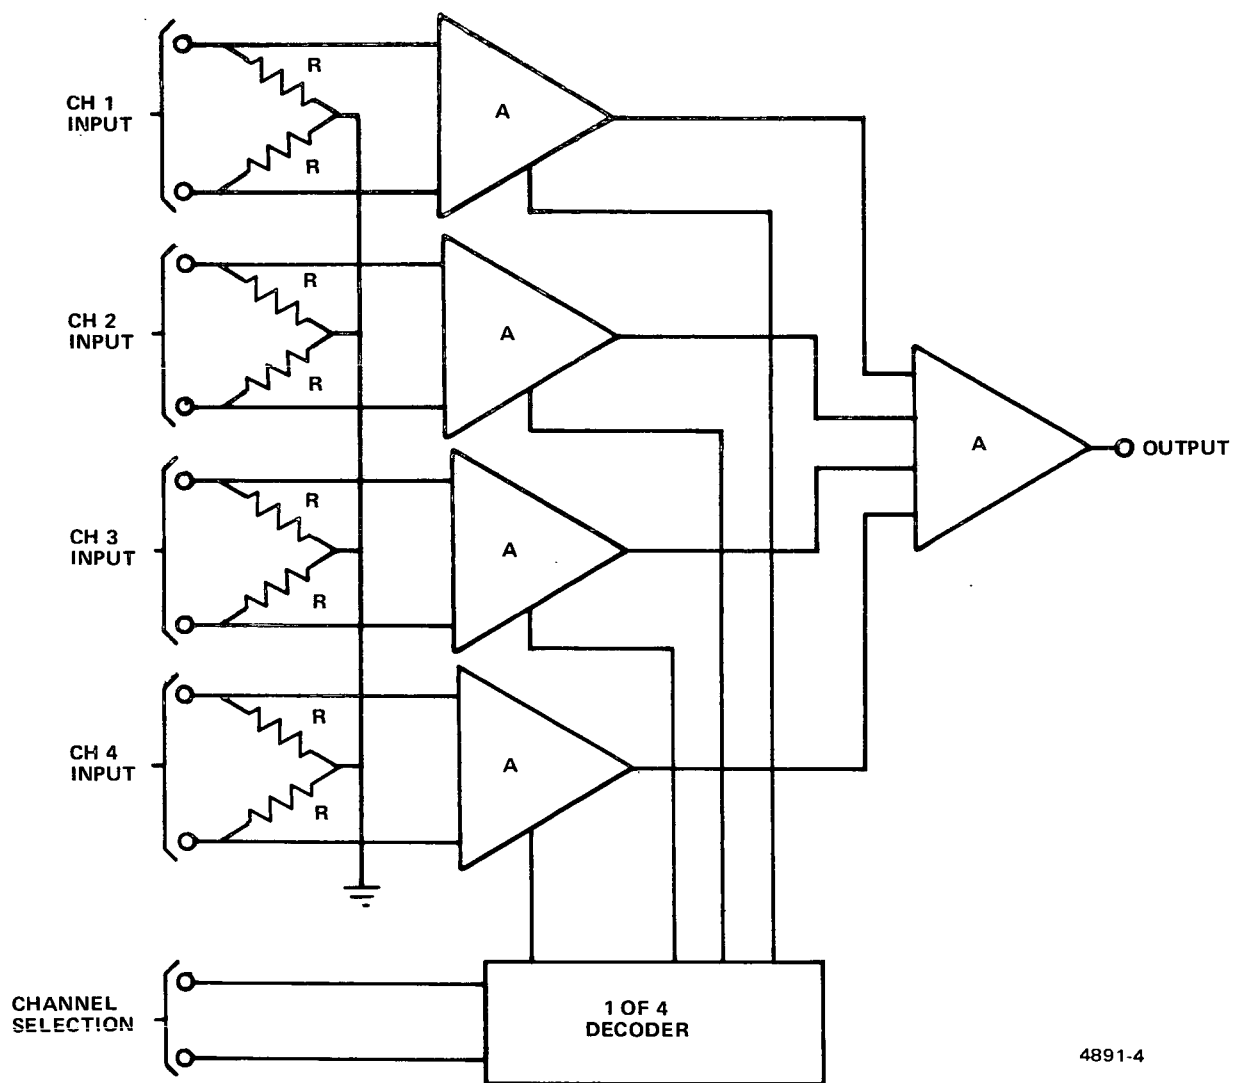 R
CH 1
INPUT
A
R
R
CH 2
INPUT
A
R
A
OUTPUT
R
CH 3
INPUT
A
R
R
CH 4
INPUT
A
R
CHANNEL
SELECTION
1 OF 4
DECODER
4891-4